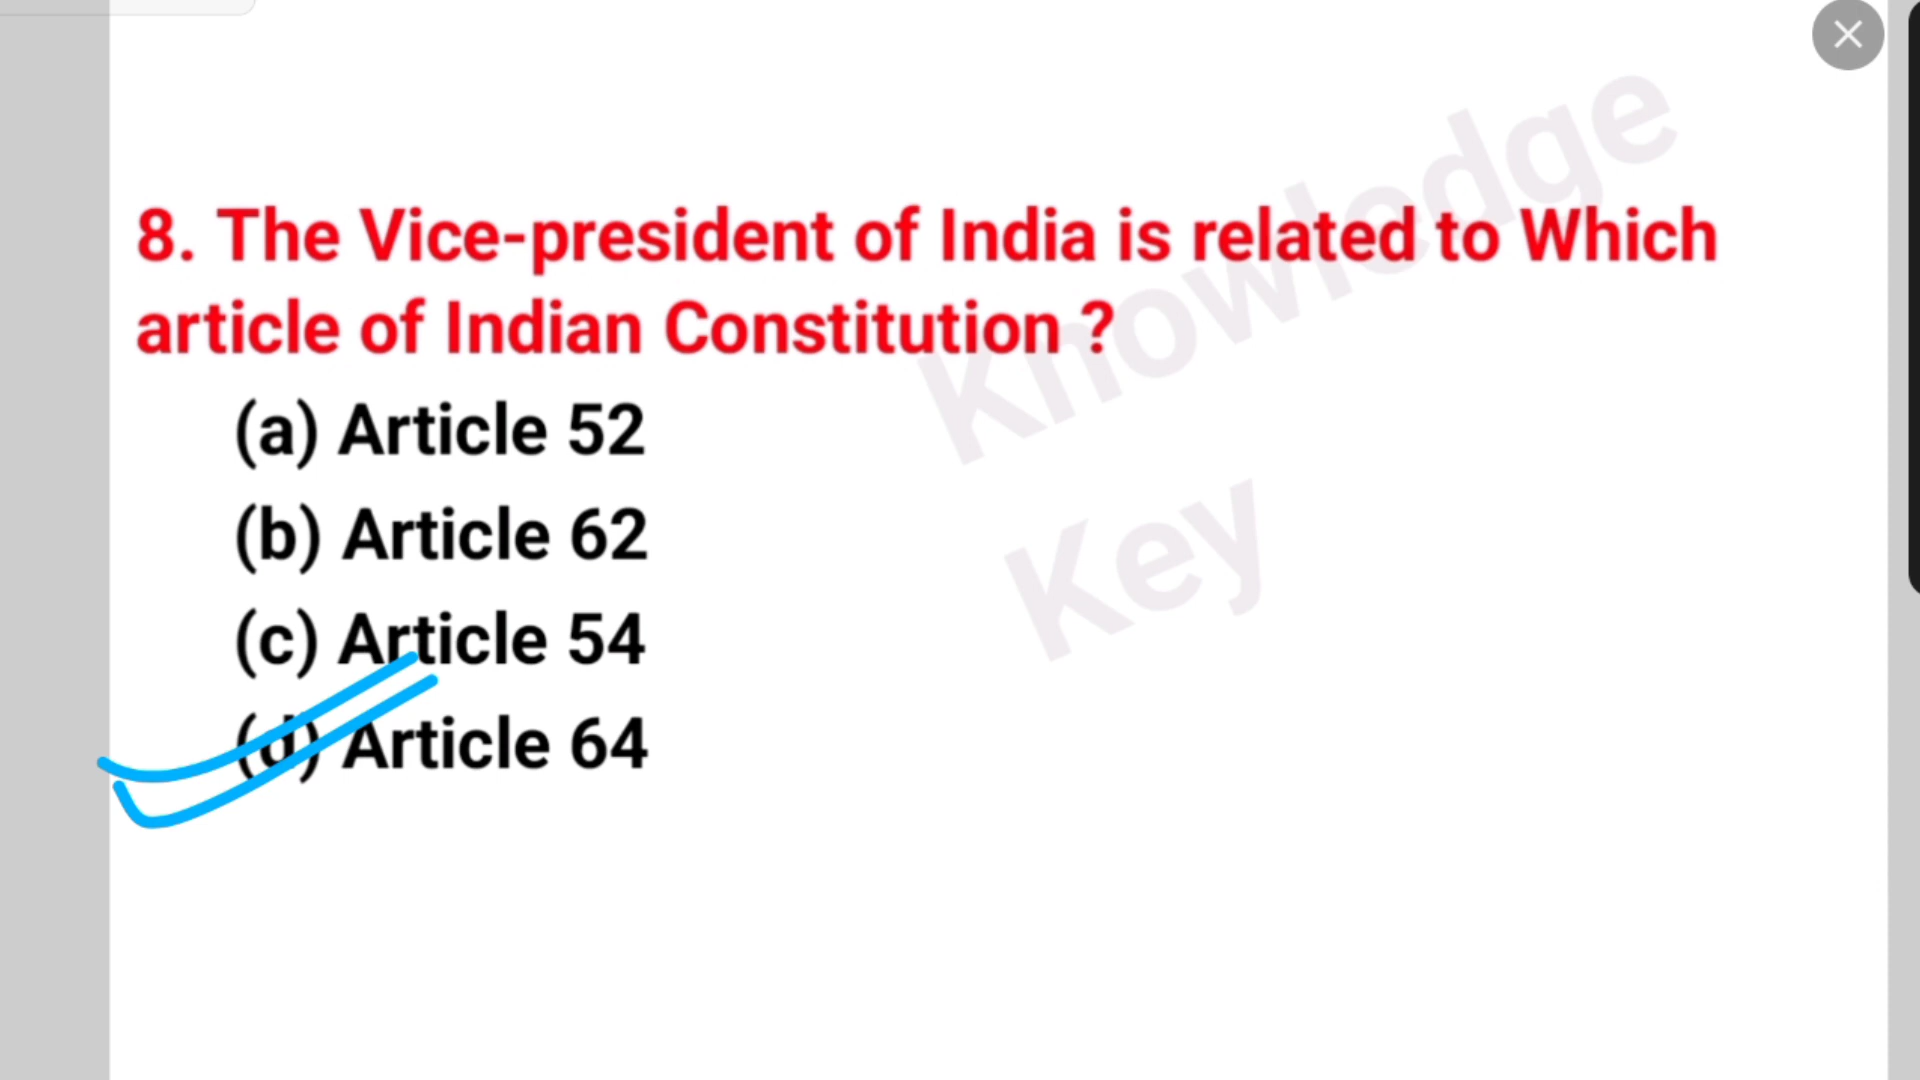 8. The Vice-president of India is related to Which
article of Indian Constitution ?
(a) Article 52
(b) Article 62
(c) Article 54
(d) Article 64
Knowledge
Key